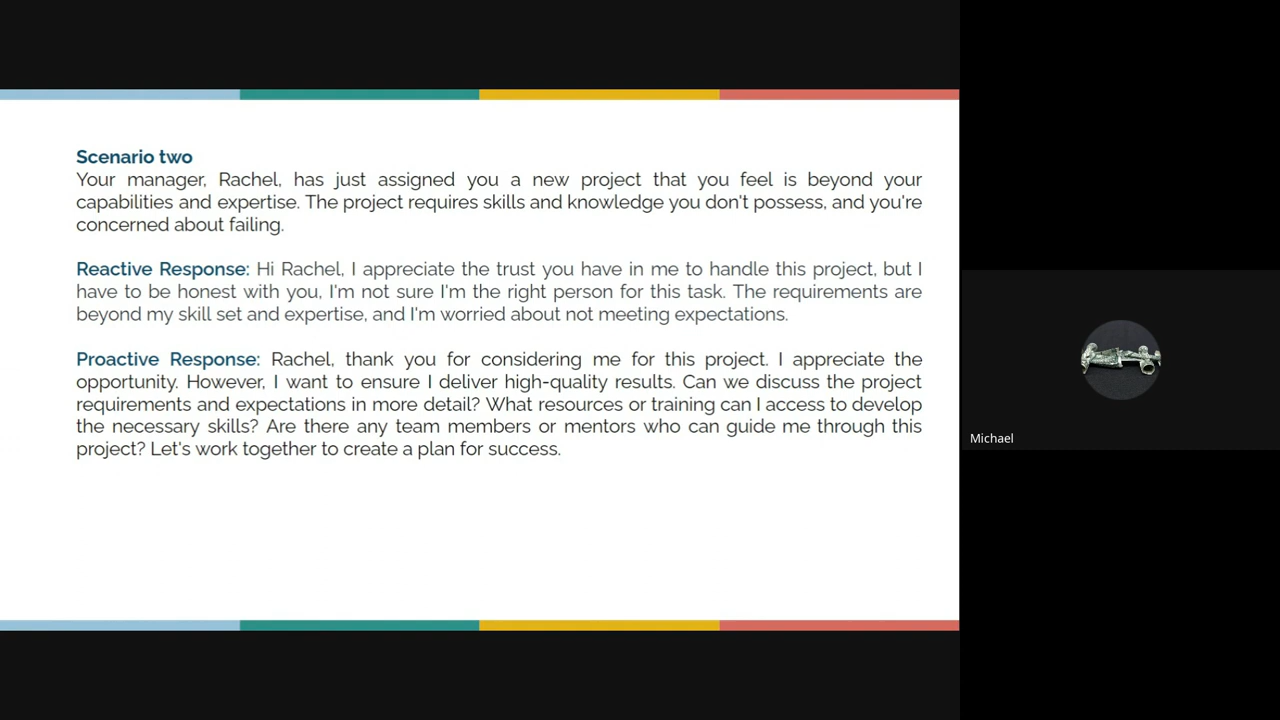 Scenario two
Your manager, Rachel, has just assigned you a new project that you feel is beyond your
capabilities and expertise. The project requires skills and knowledge you don't possess, and you're
concerned about failing.
Reactive Response: Hi Rachel, I appreciate the trust you have in me to handle this project, but I
have to be honest with you, I'm not sure I'm the right person for this task. The requirements are
beyond my skill set and expertise, and I'm worried about not meeting expectations.
Proactive Response: Rachel, thank you for considering me for this project. I appreciate the
opportunity. However, I want to ensure I deliver high-quality results. Can we discuss the project
requirements and expectations in more detail? What resources or training can I access to develop
the necessary skills? Are there any team members or mentors who can guide me through this
project? Let's work together to create a plan for success.
Michael